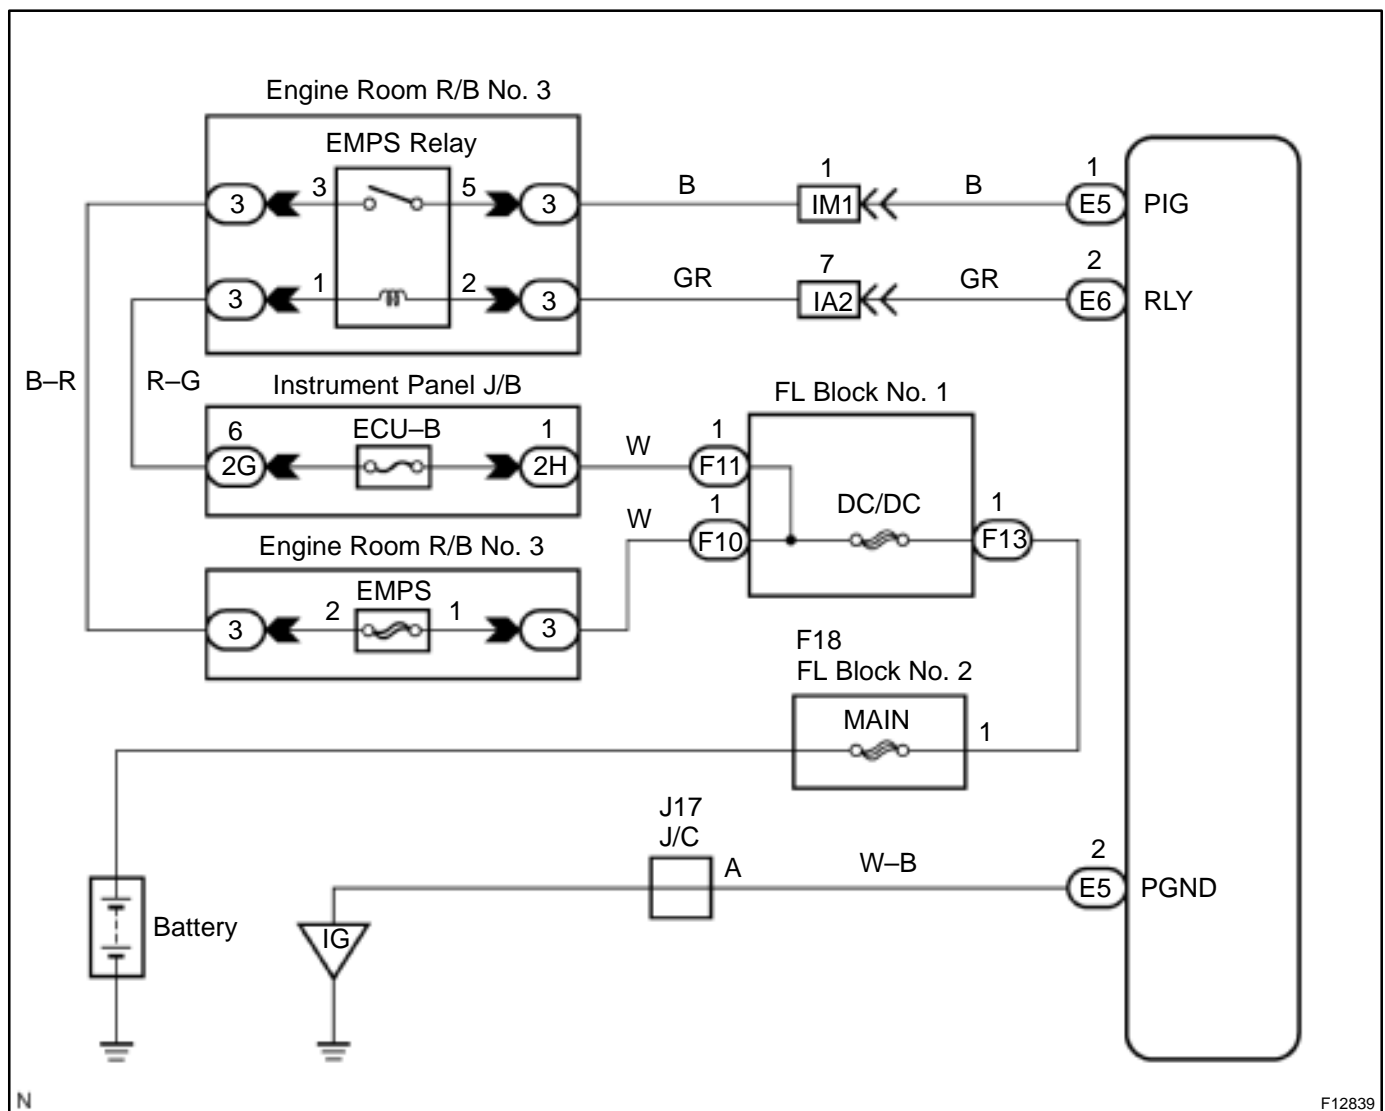 Engine Room R/B No. 3
EMPS Relay
3 3 5 3 B 1 IM1 B 1 E5 PIG
3 1 2 3 GR 7 IA2 GR 2 E6 RLY
B–R R–G
Instrument Panel J/B
FL Block No. 1
6 2G ECU–B 1 2H W 1 F11
W 1 F10 DC/DC 1 F13
Engine Room R/B No. 3
EMPS
3 2 1 3
F18
FL Block No. 2
MAIN 1
J17
J/C
A W–B 2 E5 PGND
Battery
IG
N
F12839